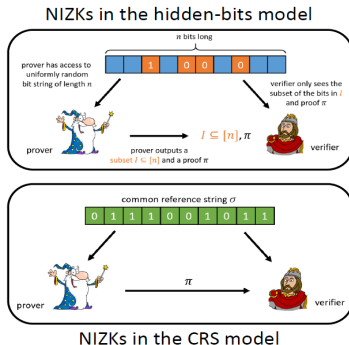 NIZKs in the hidden-bits model
n bits long
prover has access to
uniformly random
bit string of length n
1 0 0 0
verifier only sees the
subset of the bits in I
and proof π
I ⊆ [n], π
prover
prover outputs a
subset I ⊆ [n] and a proof π
verifier
common reference string σ
0 1 1 1 0 0 1 0 1 1
π
prover
verifier
NIZKs in the CRS model